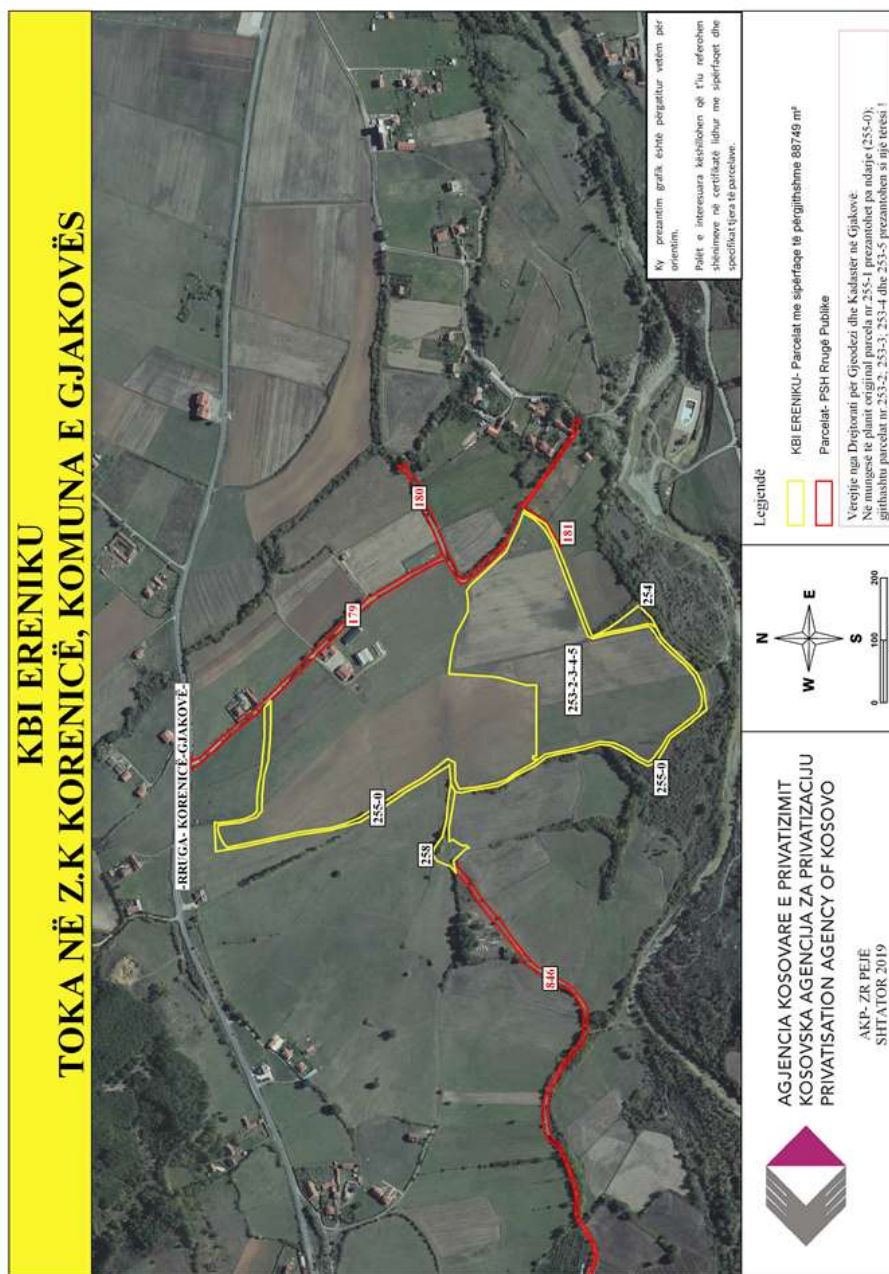 KBI ERENIKU
TOKA NË Z.K KORENICË, KOMUNA E GJAKOVËS
-RRUGA- KORENICË-GJAKOVË-
179
180
181
255-0
258
253-2-3-4-5
254
255-0
846
Ky prezantim grafik është përgatitur vetëm për
orientim.
Palët e interesuara këshillohen që t'iu referohen
shënimeve në certifikatë lidhur me sipërfaqet dhe
specifikat tjera të parcelave.
AGJENCIA KOSOVARE E PRIVATIZIMIT
KOSOVSKA AGENCIJA ZA PRIVATIZACIJU
PRIVATISATION AGENCY OF KOSOVO
AKP- ZR PEJË
SHTATOR 2019
N
W
E
S
0
100
200
Legjendë
KBI ERENIKU- Parcelat me sipërfaqe të përgjithshme 88749 m²
Parcelat- PSH Rrugë Publike
Vërejtje nga Drejtorati për Gjeodezi dhe Kadastër në Gjakovë:
Në mungesë të planit origjinal parcela nr.255-1 prezantohet pa ndarje (255-0);
gjithashtu parcelat nr 253-2; 253-3; 253-4 dhe 253-5 prezantohen si një tërësi !